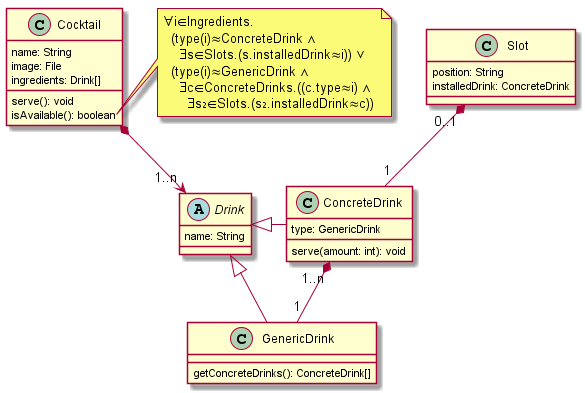 C Cocktail
name: String
image: File
ingredients: Drink[]
serve(): void
isAvailable(): boolean
∀i∈Ingredients.
(type(i)≈ConcreteDrink ∧
∃s∈Slots.(s.installedDrink≈i)) ∨
(type(i)≈GenericDrink ∧
∃c∈ConcreteDrinks.((c.type≈i) ∧
∃s₂∈Slots.(s₂.installedDrink≈c))
C Slot
position: String
installedDrink: ConcreteDrink
0..1
1..n
1
A Drink
name: String
C ConcreteDrink
type: GenericDrink
serve(amount: int): void
1..n
1
C GenericDrink
getConcreteDrinks(): ConcreteDrink[]